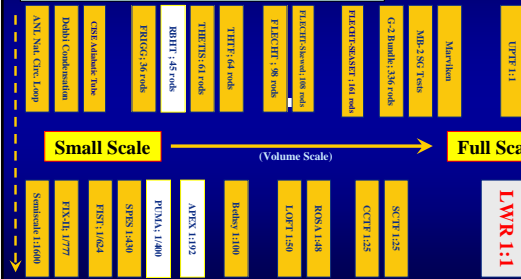 ANL Nat. Circ. Loop
Dehbi Condensation
CISE Adiabatic Tube
FRIGG; 36 rods
RBHT ; 45 rods
THETIS; 61 rods
THTF; 64 rods
FLECHT ; 98 rods
FLECHT-Skewed; 108 rods
FLECHT-SEASET ; 161 rods
G-2 Bundle; 336 rods
MB-2 SG Tests
Marviken
UPTF 1:1
Small Scale
(Volume Scale)
Full Sca
Semiscale 1:1600
FIX-II; 1/777
FIST; 1/624
SPES 1:430
PUMA; 1/400
APEX 1:192
Bethsy 1:100
LOFT 1:50
ROSA 1:48
CCTF 1:25
SCTF 1:25
LWR 1:1